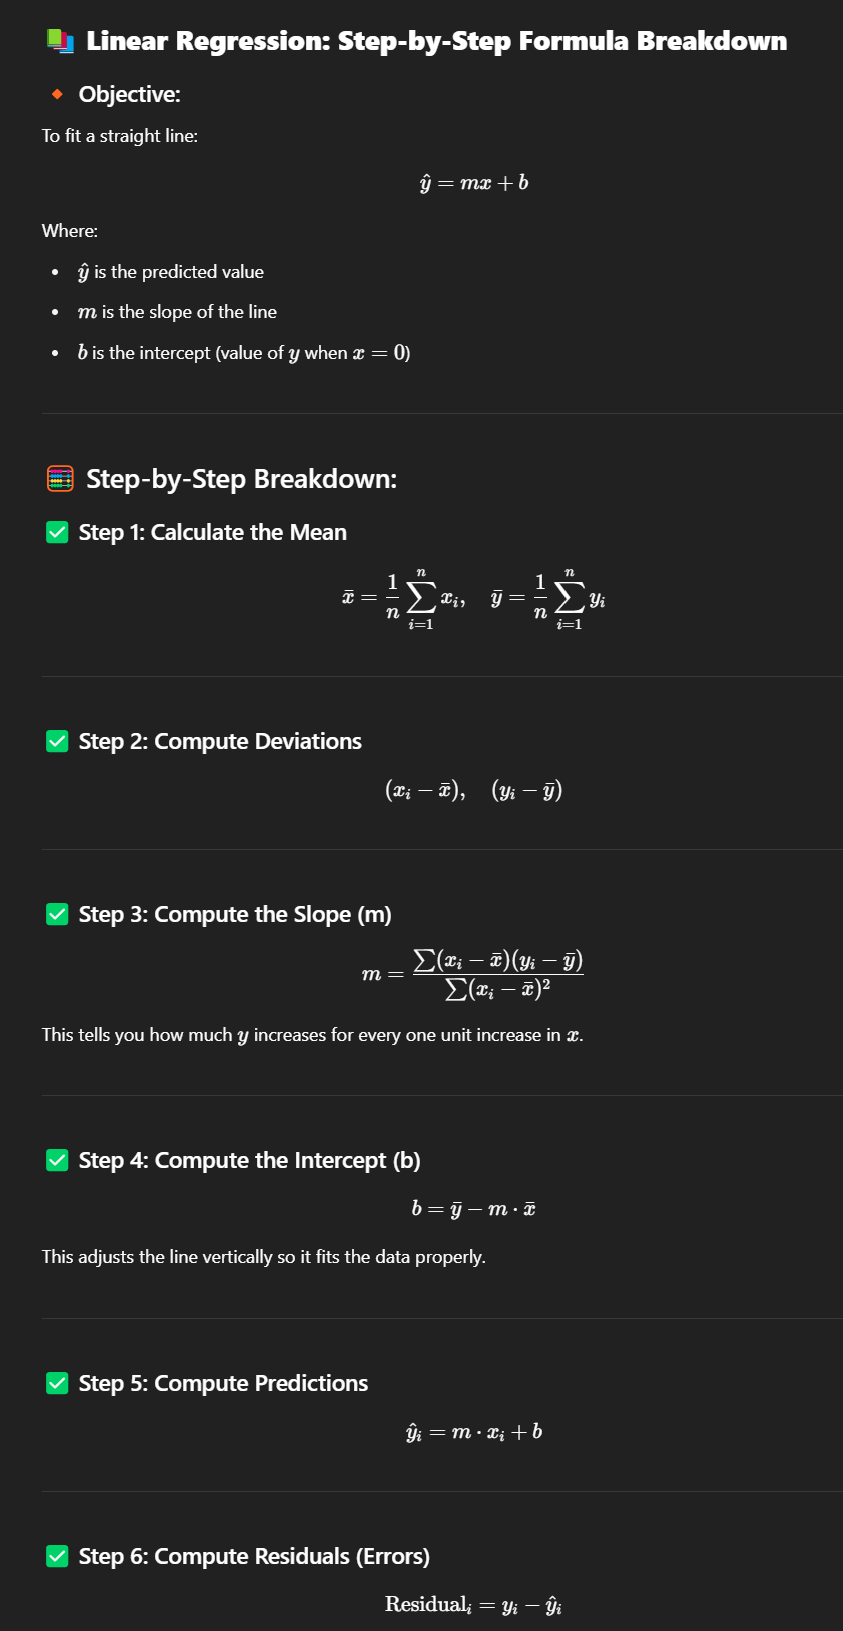 📚 Linear Regression: Step-by-Step Formula Breakdown
🔸 Objective:
To fit a straight line:
ŷ = mx + b
Where:
• ŷ is the predicted value
• m is the slope of the line
• b is the intercept (value of y when x = 0)
🧮 Step-by-Step Breakdown:
✅ Step 1: Calculate the Mean
x̄ = \frac{1}{n} \sum_{i=1}^{n} x_i, ȳ = \frac{1}{n} \sum_{i=1}^{n} y_i
✅ Step 2: Compute Deviations
(x_i − x̄), (y_i − ȳ)
✅ Step 3: Compute the Slope (m)
m = \frac{∑(x_i − x̄)(y_i − ȳ)}{∑(x_i − x̄)^2}
This tells you how much y increases for every one unit increase in x.
✅ Step 4: Compute the Intercept (b)
b = ȳ − m · x̄
This adjusts the line vertically so it fits the data properly.
✅ Step 5: Compute Predictions
ŷ_i = m · x_i + b
✅ Step 6: Compute Residuals (Errors)
Residual_i = y_i − ŷ_i